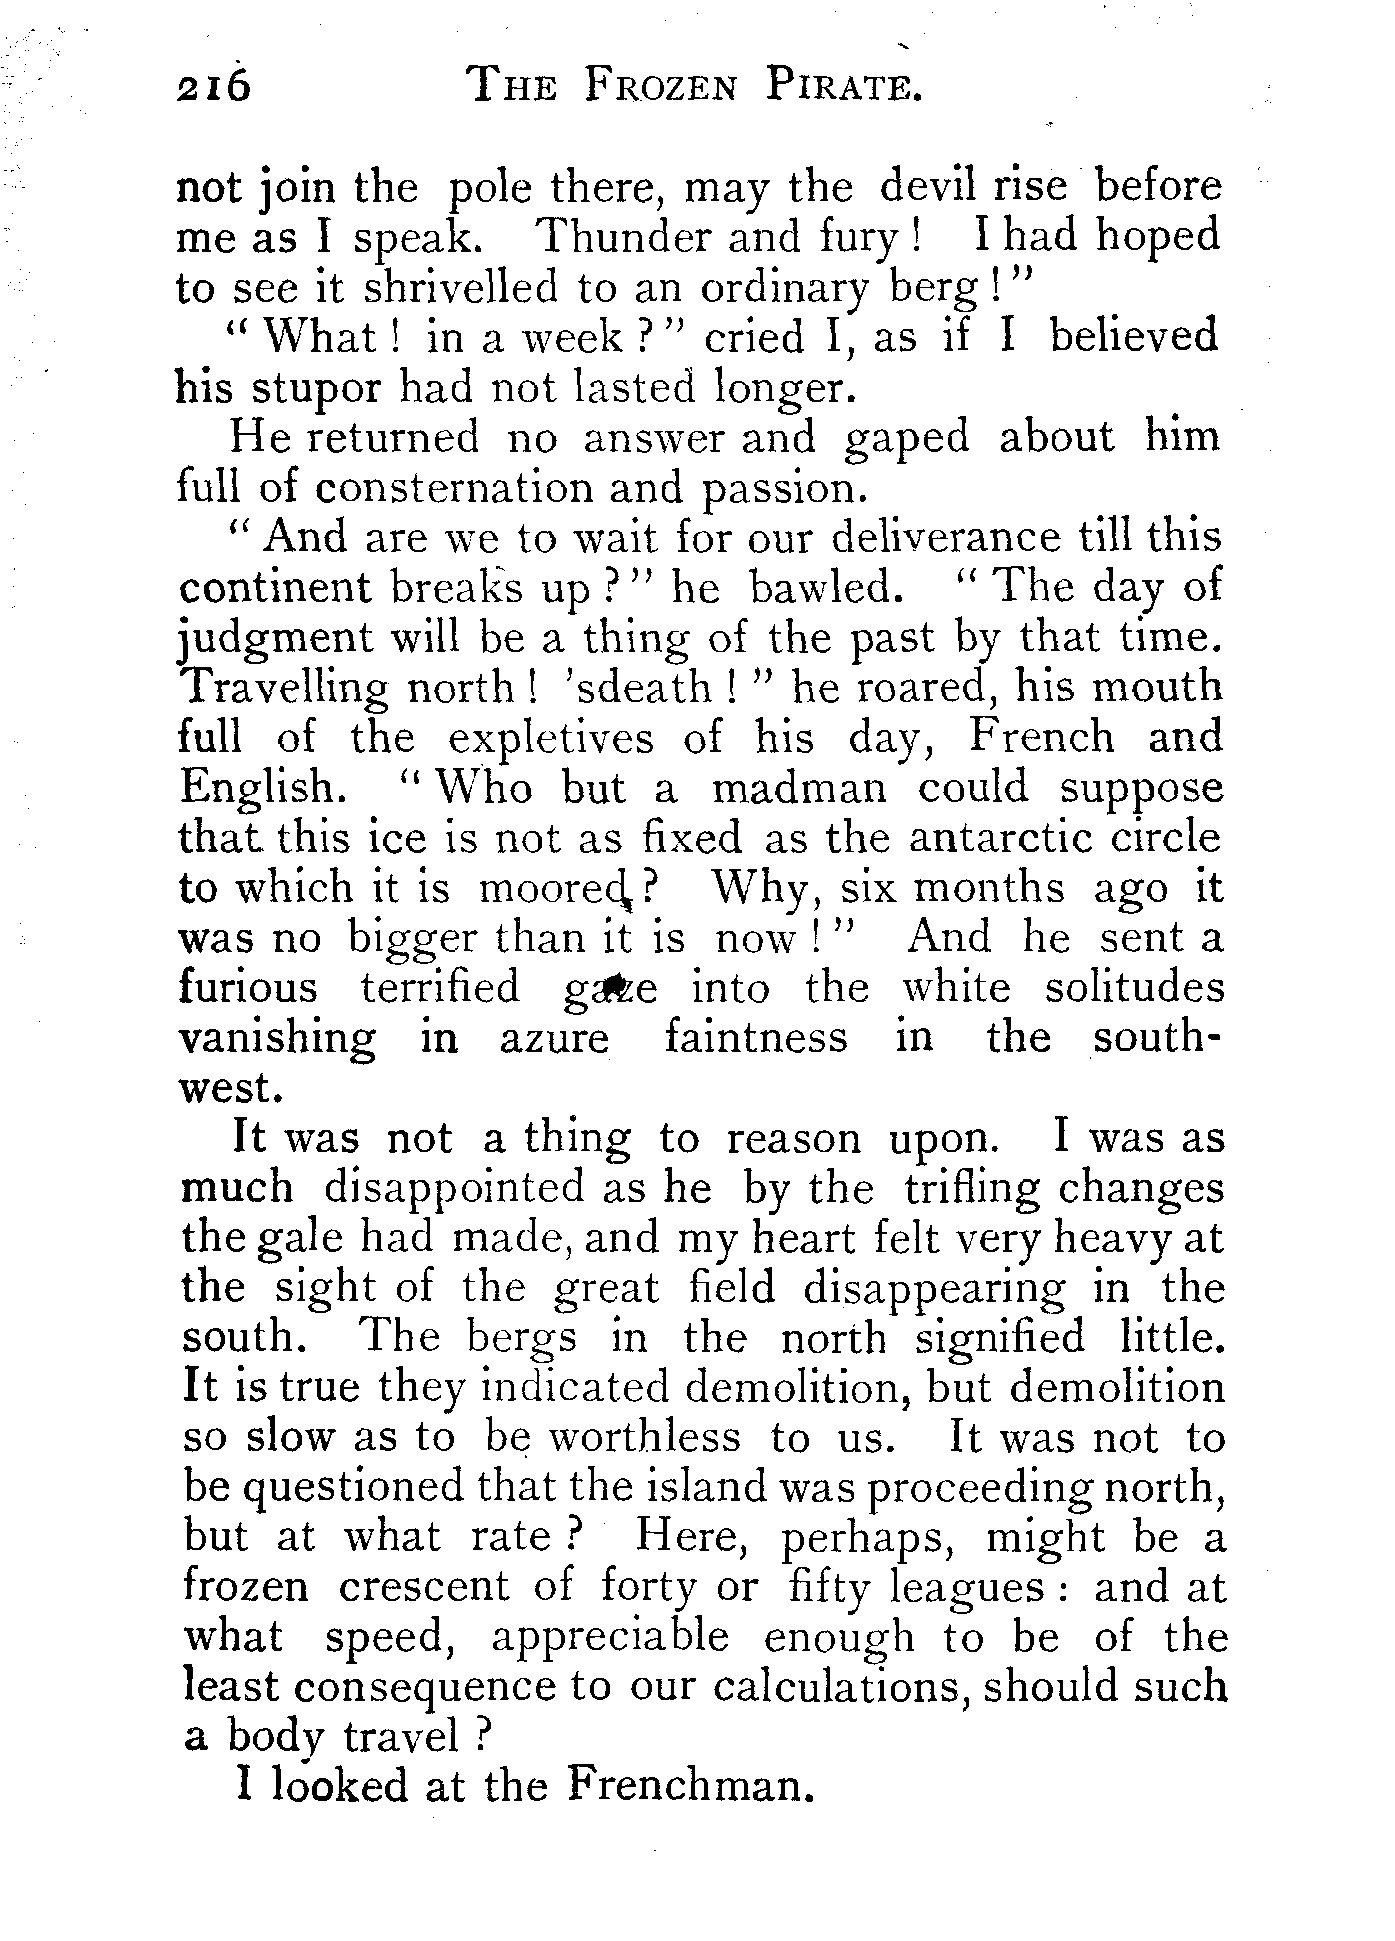 216 THE FROZEN PIRATE.
not join the pole there, may the devil rise before
me as I speak. Thunder and fury ! I had hoped
to see it shrivelled to an ordinary berg ! "
" What ! in a week ? " cried I, as if I believed
his stupor had not lasted longer.
He returned no answer and gaped about him
full of consternation and passion.
" And are we to wait for our deliverance till this
continent breaks up ? " he bawled. " The day of
judgment will be a thing of the past by that time.
Travelling north ! 'sdeath ! " he roared, his mouth
full of the expletives of his day, French and
English. " Who but a madman could suppose
that this ice is not as fixed as the antarctic circle
to which it is moored ? Why, six months ago it
was no bigger than it is now ! " And he sent a
furious terrified gaze into the white solitudes
vanishing in azure faintness in the south-
west.
It was not a thing to reason upon. I was as
much disappointed as he by the trifling changes
the gale had made, and my heart felt very heavy at
the sight of the great field disappearing in the
south. The bergs in the north signified little.
It is true they indicated demolition, but demolition
so slow as to be worthless to us. It was not to
be questioned that the island was proceeding north,
but at what rate ? Here, perhaps, might be a
frozen crescent of forty or fifty leagues : and at
what speed, appreciable enough to be of the
least consequence to our calculations, should such
a body travel ?
I looked at the Frenchman.